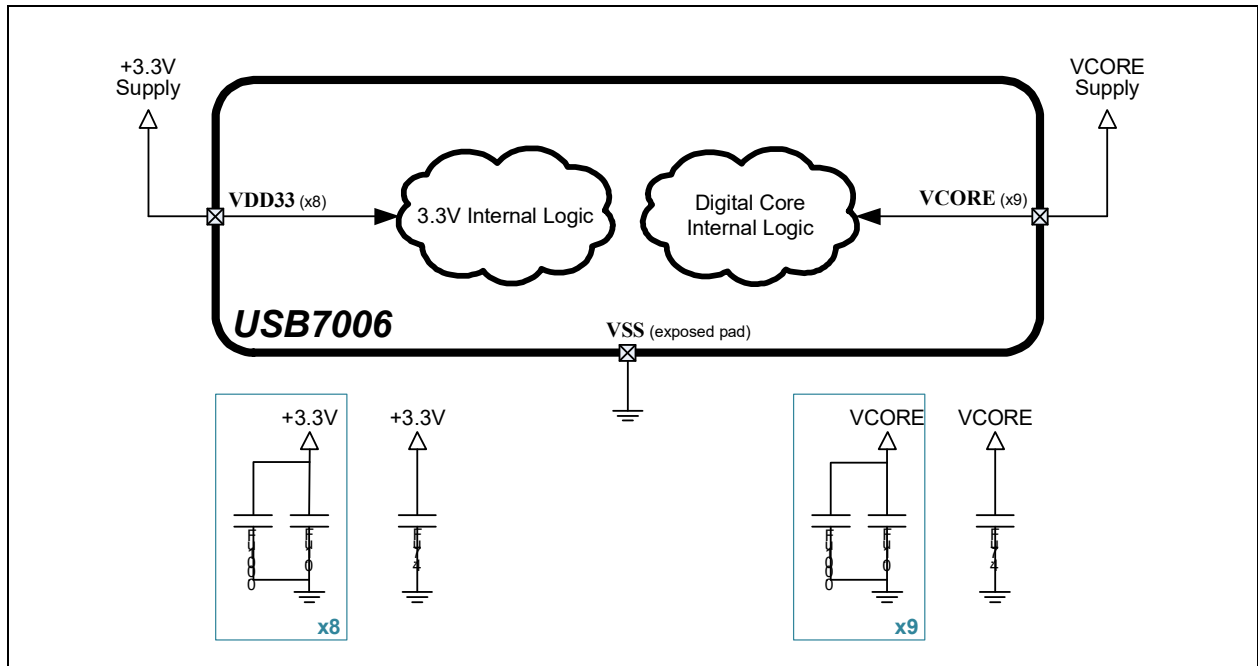 +3.3V
Supply
VCORE
Supply
VDD33 (x8)
3.3V Internal Logic
Digital Core
Internal Logic
VCORE (x9)
USB7006
VSS (exposed pad)
+3.3V
+3.3V
VCORE
VCORE
x8
x9